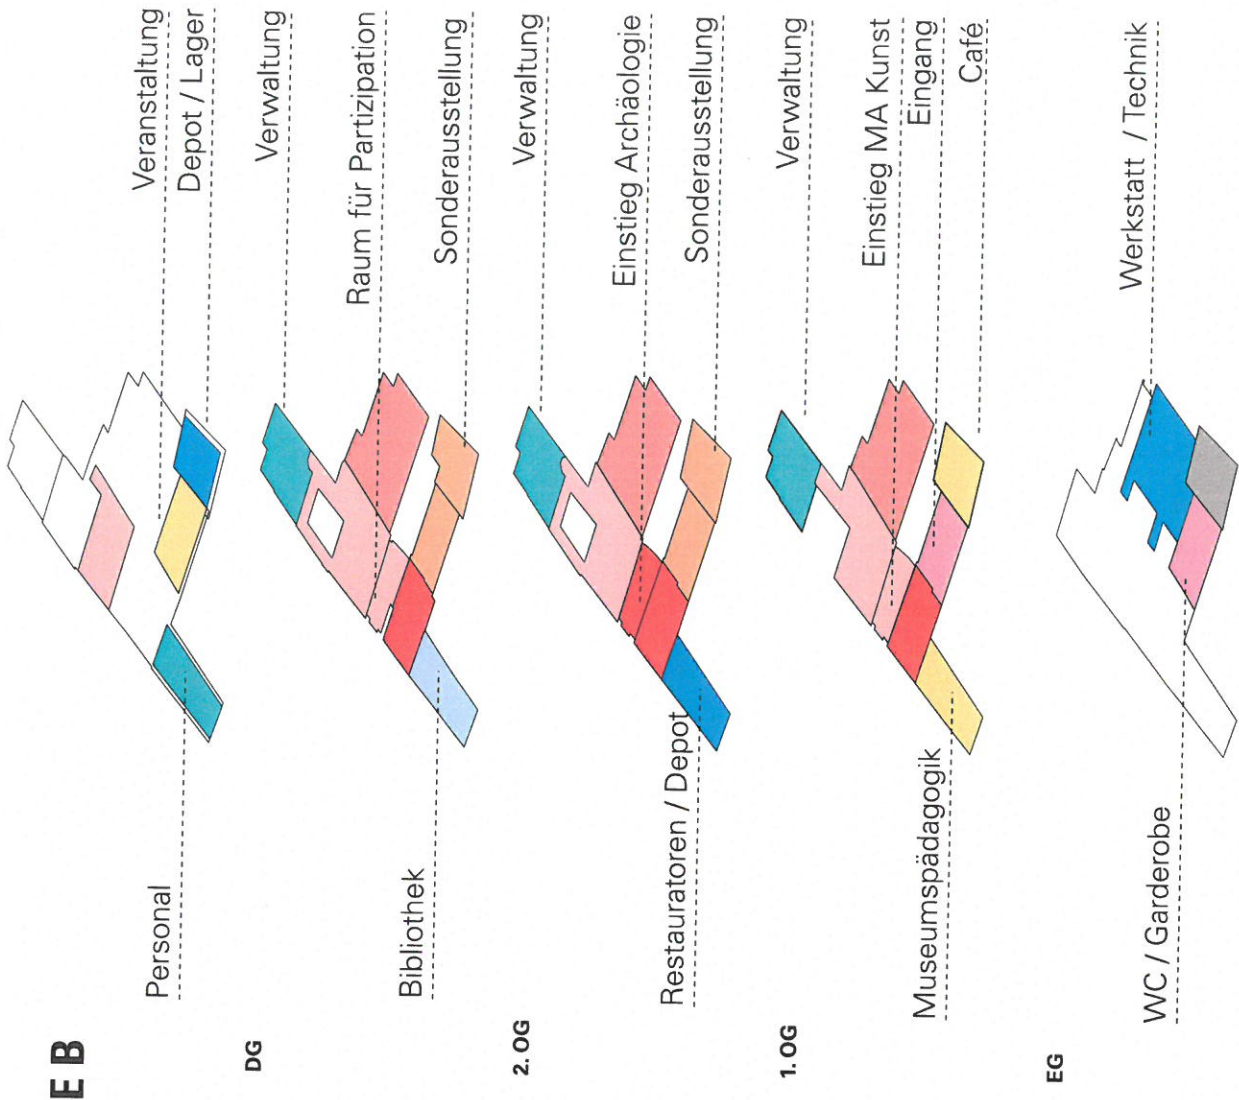 E B
Veranstaltung
Personal
Depot / Lager
DG
Verwaltung
Raum für Partizipation
Bibliothek
Sonderausstellung
2. OG
Verwaltung
Einstieg Archäologie
Restauratoren / Depot
Sonderausstellung
1. OG
Verwaltung
Einstieg MA Kunst
Eingang
Museumspädagogik
Café
EG
Werkstatt / Technik
WC / Garderobe